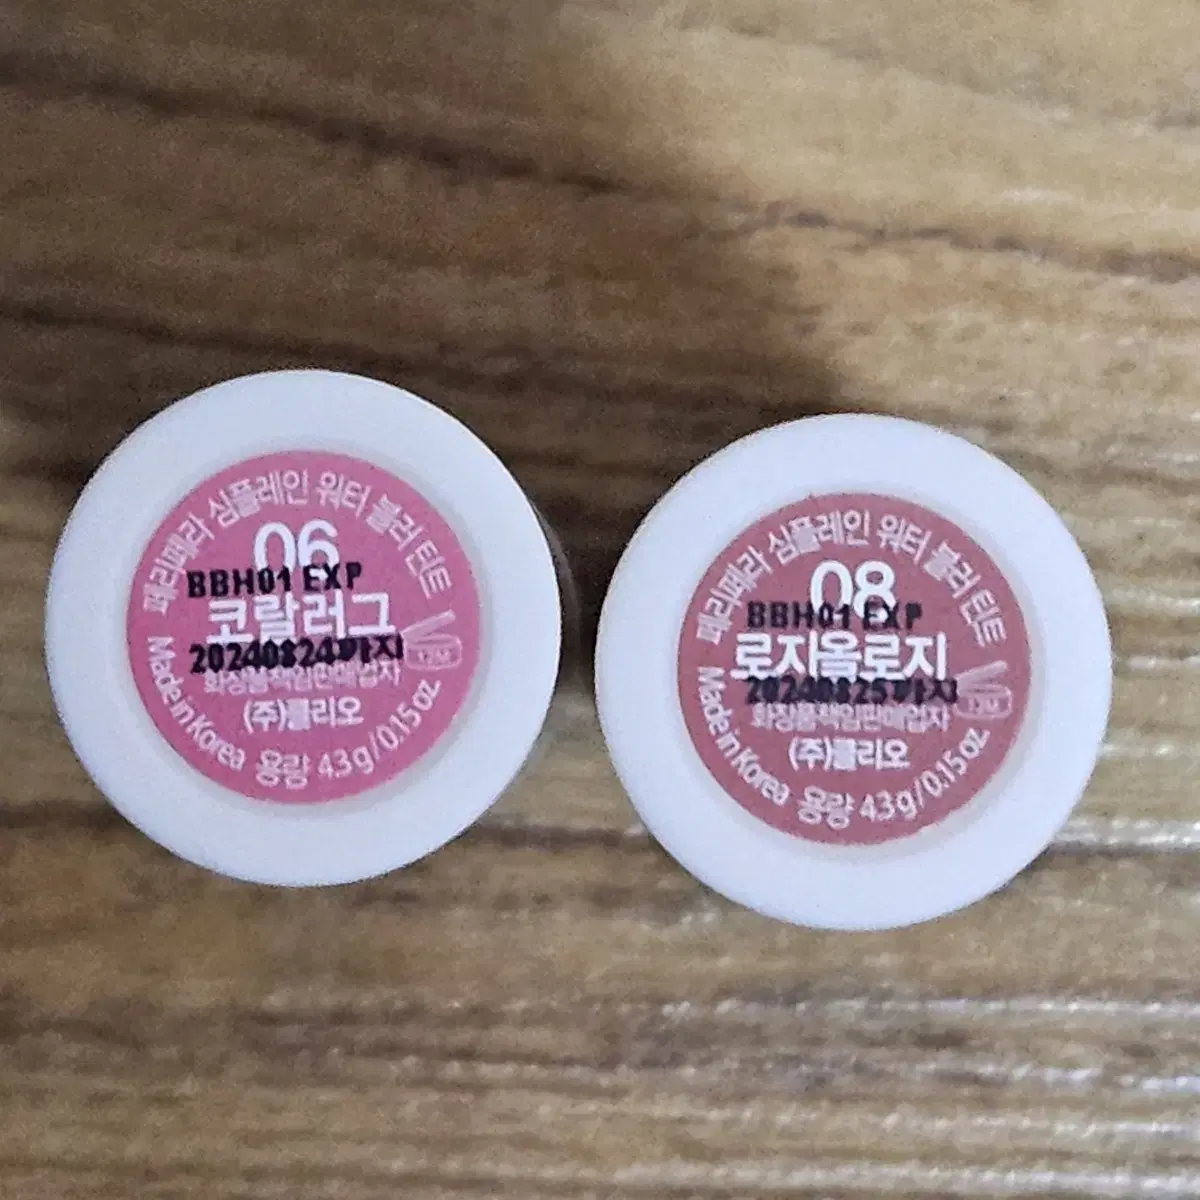 페리페라 심플레인 워터 블러 틴트
06
BBH01 EXP
코랄러그
20240824까지
12M
화장품책임판매업자
(주)클리오
Made in Korea 용량 4.3g/0.15oz
페리페라 심플레인 워터 블러 틴트
08
BBH01 EXP
로지올로지
20240825까지
12M
화장품책임판매업자
(주)클리오
Made in Korea 용량 4.3g/0.15oz